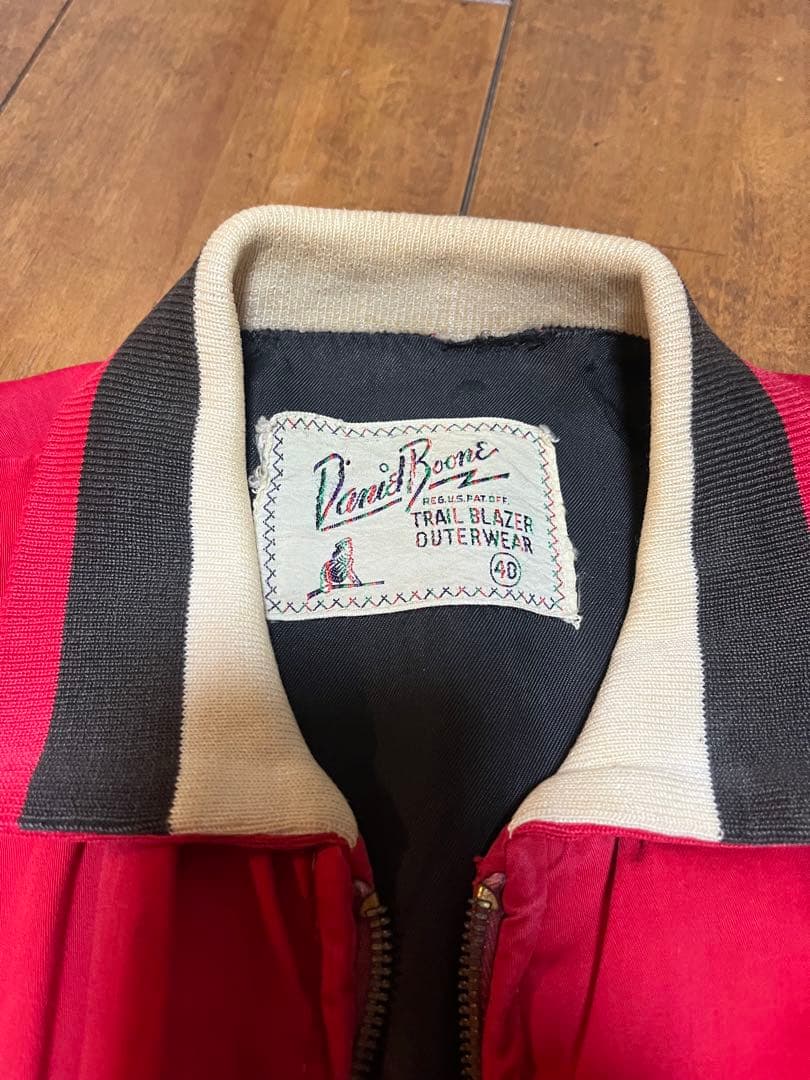 Daniel Boone
REG.U.S.PAT.OFF.
TRAIL BLAZER
OUTERWEAR
40